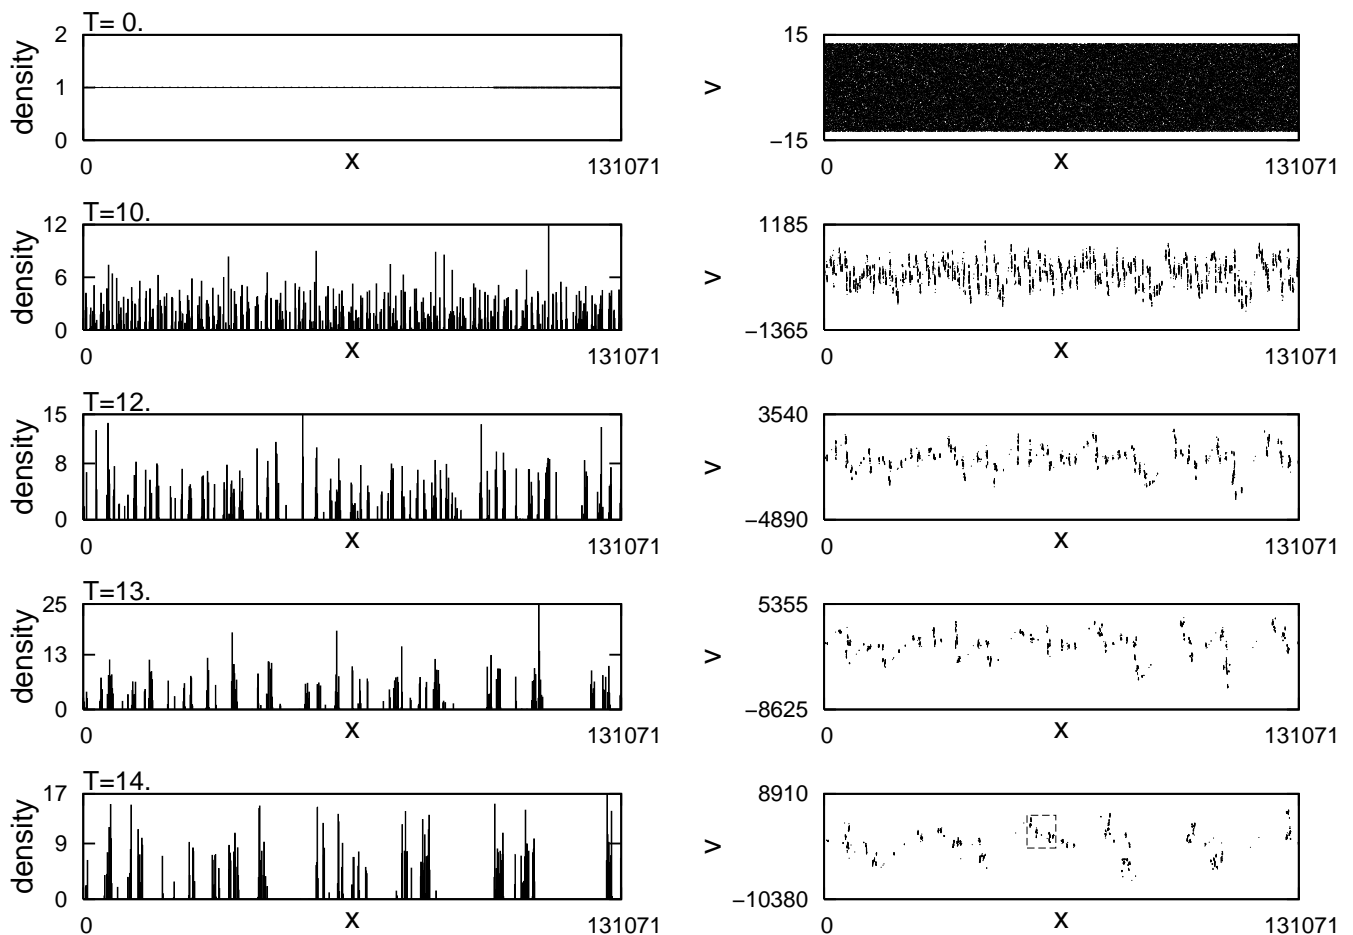 T= 0.
density
2
1
0
0
x
131071
v
15
−15
0
x
131071
T=10.
density
12
6
0
0
x
131071
v
1185
−1365
0
x
131071
T=12.
density
15
8
0
0
x
131071
v
3540
−4890
0
x
131071
T=13.
density
25
13
0
0
x
131071
v
5355
−8625
0
x
131071
T=14.
density
17
9
0
0
x
131071
v
8910
−10380
0
x
131071